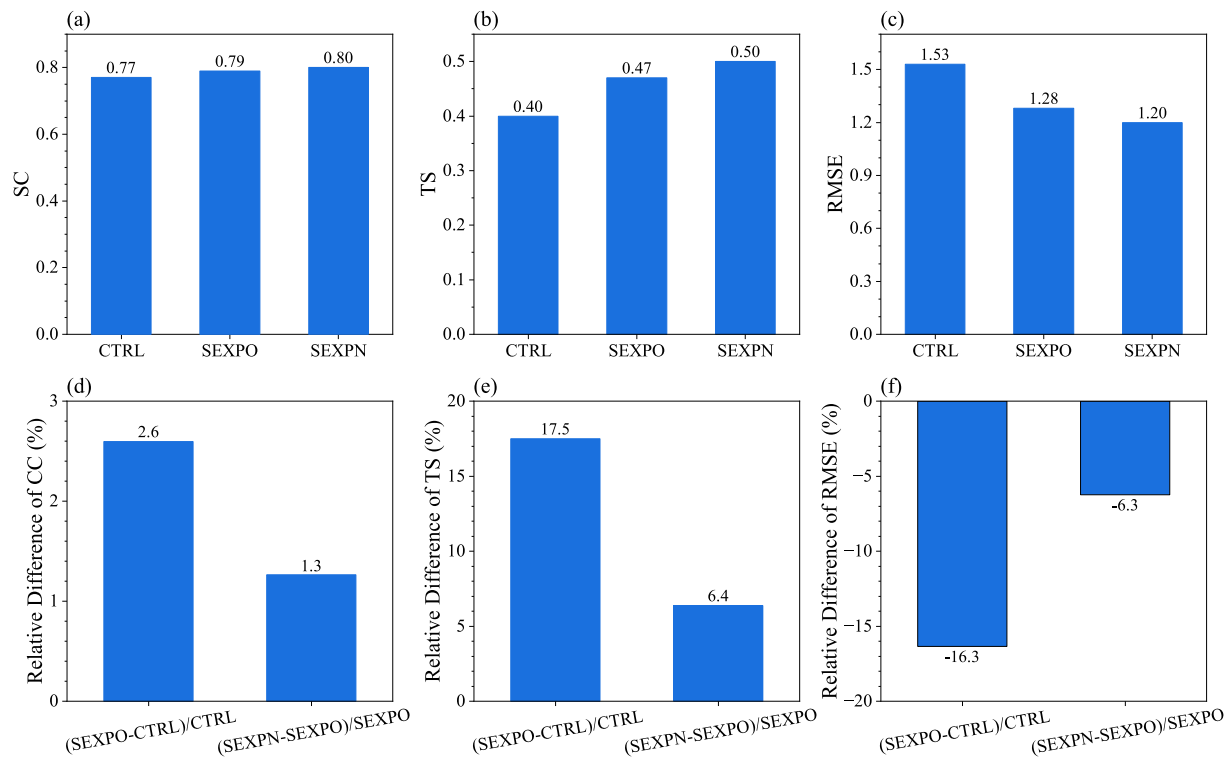 (a)
0.77
0.79
0.80
0.8
0.6
0.4
0.2
0.0
SC
CTRL
SEXPO
SEXPN
(b)
0.40
0.47
0.50
0.5
0.4
0.3
0.2
0.1
0.0
TS
CTRL
SEXPO
SEXPN
(c)
1.53
1.28
1.20
1.5
1.2
0.9
0.6
0.3
0.0
RMSE
CTRL
SEXPO
SEXPN
(d)
2.6
1.3
3
2
1
0
Relative Difference of CC (%)
(SEXPO-CTRL)/CTRL
(SEXPN-SEXPO)/SEXPO
(e)
17.5
6.4
20
15
10
5
0
Relative Difference of TS (%)
(SEXPO-CTRL)/CTRL
(SEXPN-SEXPO)/SEXPO
(f)
0
−5
−10
−15
−20
-16.3
-6.3
Relative Difference of RMSE (%)
(SEXPO-CTRL)/CTRL
(SEXPN-SEXPO)/SEXPO